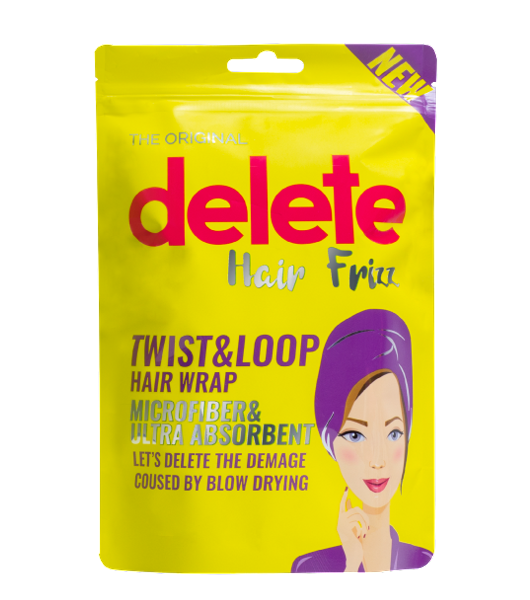 NEW
THE ORIGINAL
delete
Hair Frizz
TWIST&LOOP
HAIR WRAP
MICROFIBER&
ULTRA ABSORBENT
LET'S DELETE THE DEMAGE
COUSED BY BLOW DRYING